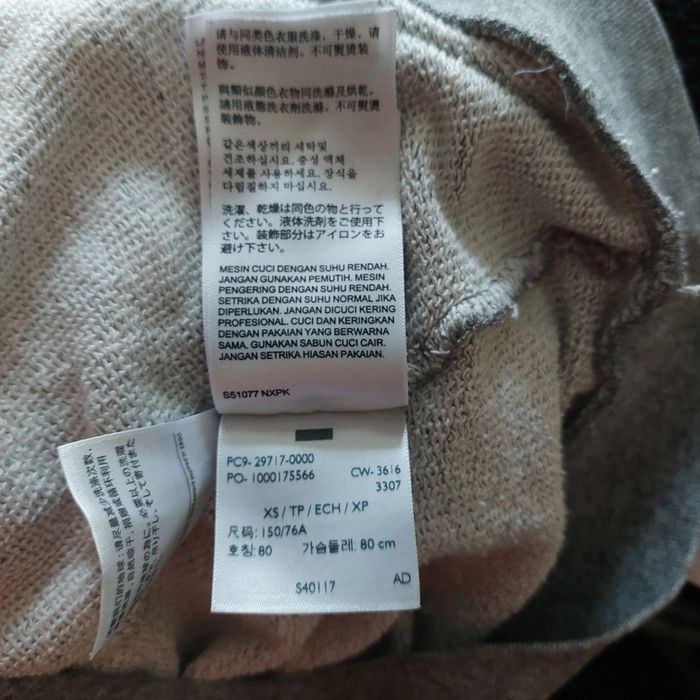 请与同类色衣服洗涤、干燥。请
使用液体清洁剂。不可熨烫装
饰。
與類似顏色衣物同洗滌及烘乾。
請用液態洗衣劑洗滌。不可熨燙
裝飾物。
같은색상끼리 세탁및
건조하십시요. 중성 액체
세제를 사용하세요. 장식을
다림질하지 마십시요.
洗濯、乾燥は同色の物と行って
ください。液体洗剤をご使用下
さい。装飾部分はアイロンをお
避け下さい。
MESIN CUCI DENGAN SUHU RENDAH.
JANGAN GUNAKAN PEMUTIH. MESIN
PENGERING DENGAN SUHU RENDAH.
SETRIKA DENGAN SUHU NORMAL JIKA
DIPERLUKAN. JANGAN DICUCI KERING
PROFESIONAL. CUCI DAN KERINGKAN
DENGAN PAKAIAN YANG BERWARNA
SAMA. GUNAKAN SABUN CUCI CAIR.
JANGAN SETRIKA HIASAN PAKAIAN.
S51077 NXPK
PC9- 29717-0000
PO- 1000175566 CW- 3616
3307
XS / TP / ECH / XP
尺码: 150/76A
호칭: 80 가슴둘레: 80 cm
S40117 AD